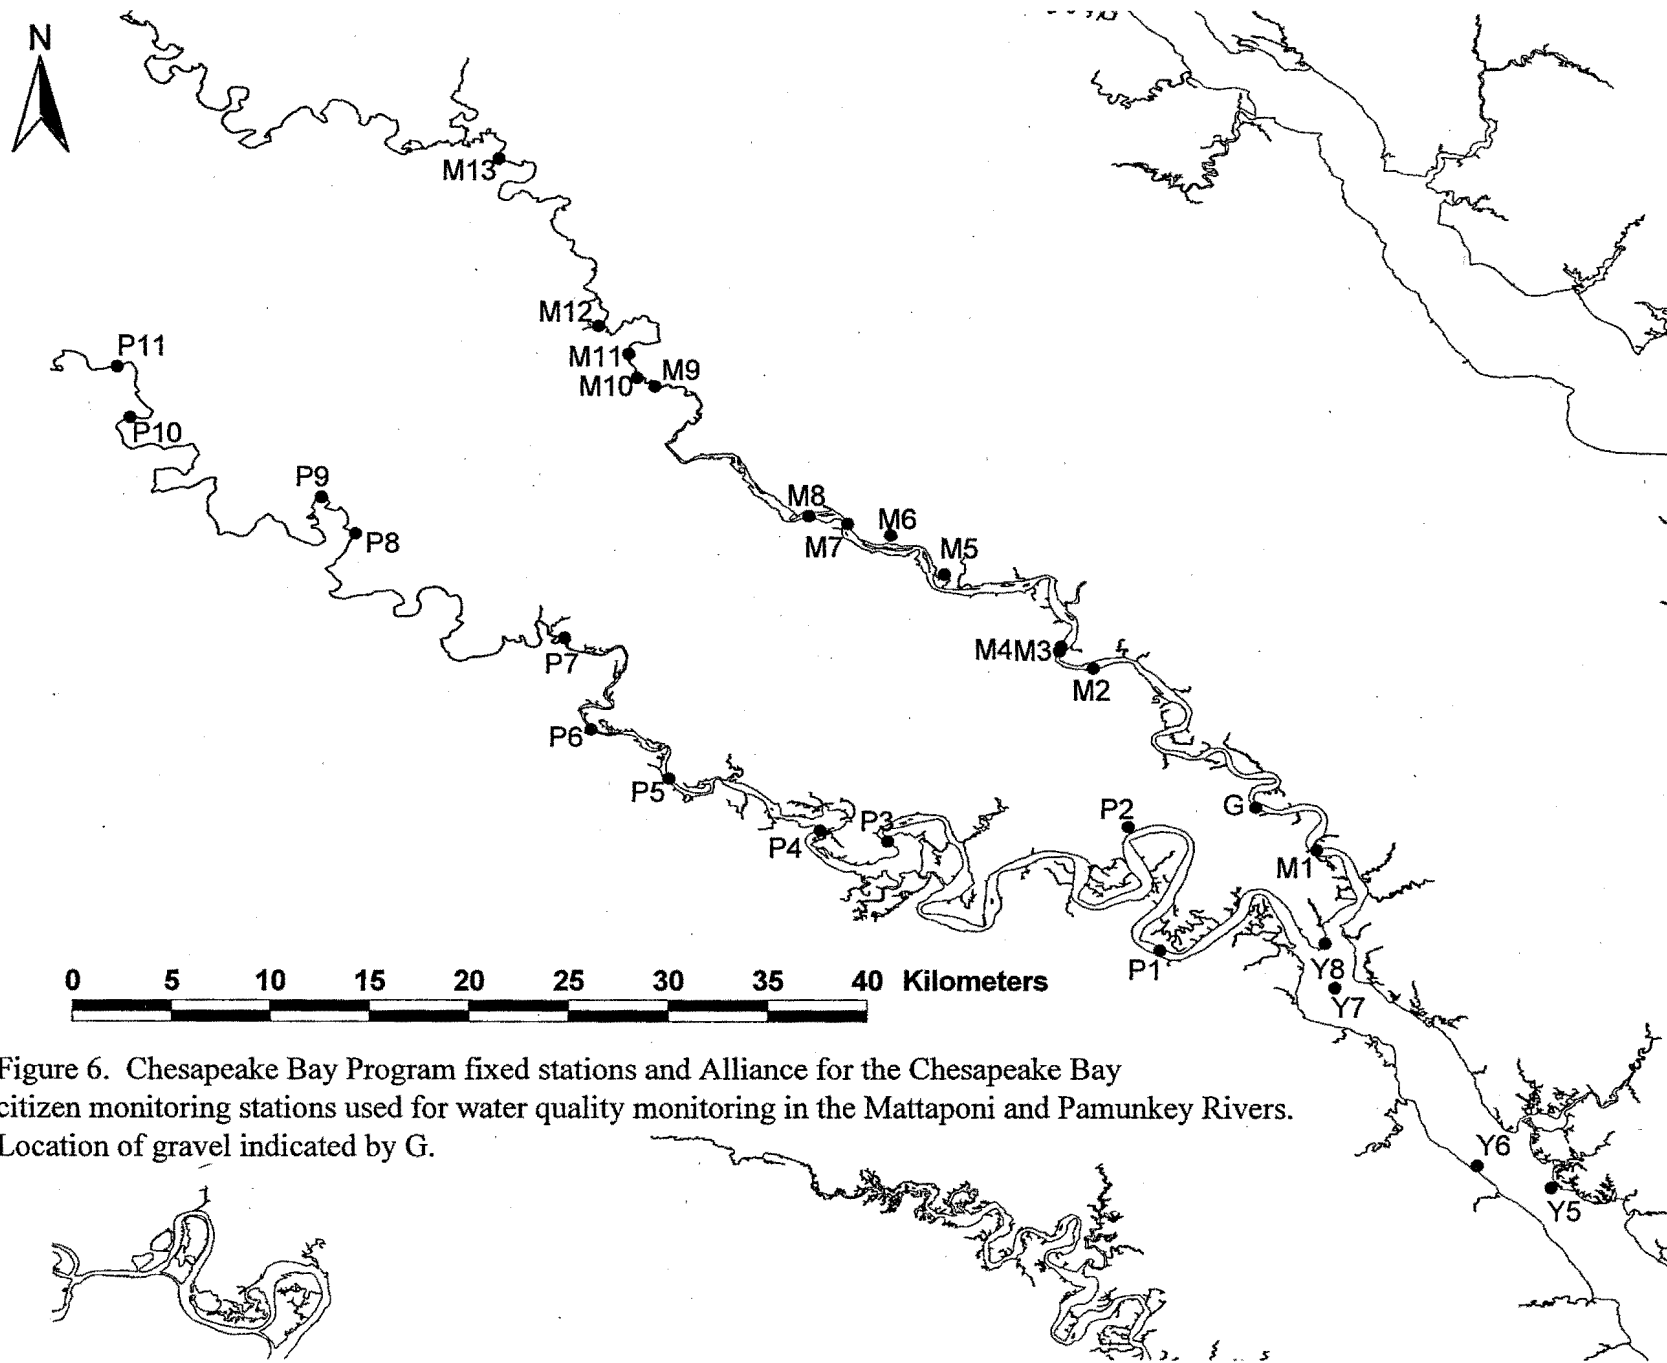 N
M13
M12
P11
M11
M9
M10
P10
P9
M8
M6
P8
M7
M5
M4M3
P7
M2
P6
P5
G
P2
P3
P4
M1
P1
Y8
0 5 10 15 20 25 30 35 40 Kilometers
Y7
Figure 6. Chesapeake Bay Program fixed stations and Alliance for the Chesapeake Bay
citizen monitoring stations used for water quality monitoring in the Mattaponi and Pamunkey Rivers.
Location of gravel indicated by G.
Y6
Y5